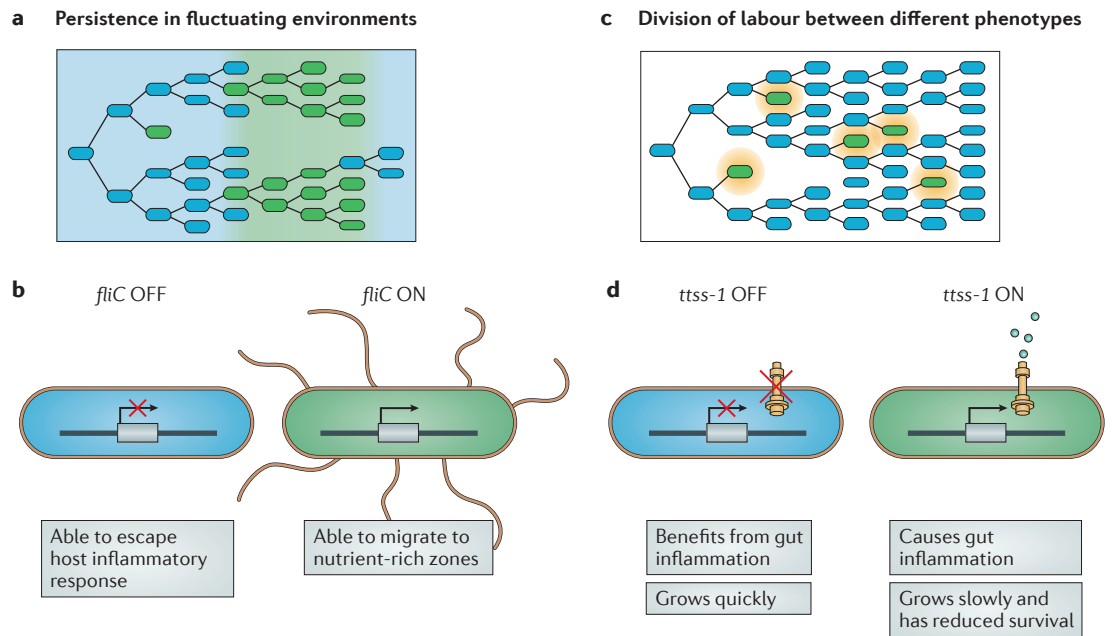 a Persistence in fluctuating environments
c Division of labour between different phenotypes
b
fliC OFF
fliC ON
Able to escape
host inflammatory
response
Able to migrate to
nutrient-rich zones
d
ttss-1 OFF
ttss-1 ON
Benefits from gut
inflammation
Grows quickly
Causes gut
inflammation
Grows slowly and
has reduced survival